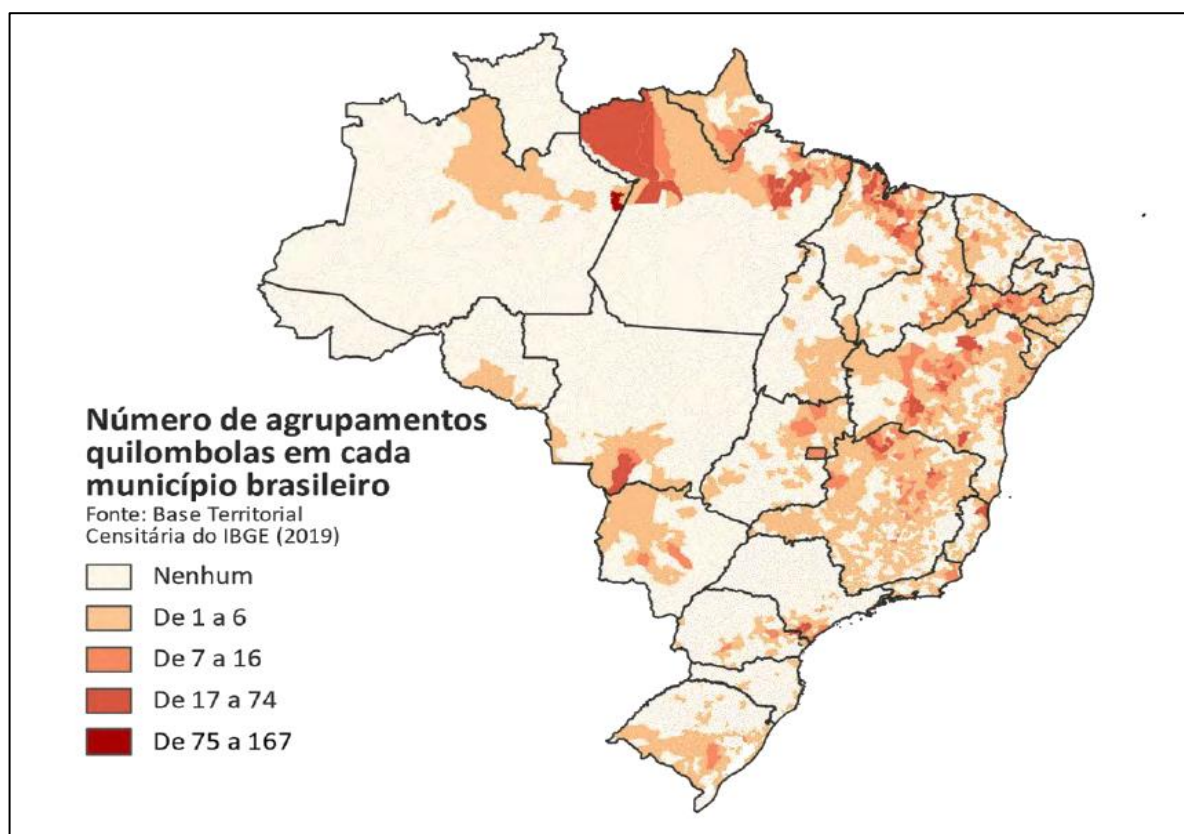 Número de agrupamentos
quilombolas em cada
município brasileiro
Fonte: Base Territorial
Censitária do IBGE (2019)
Nenhum
De 1 a 6
De 7 a 16
De 17 a 74
De 75 a 167